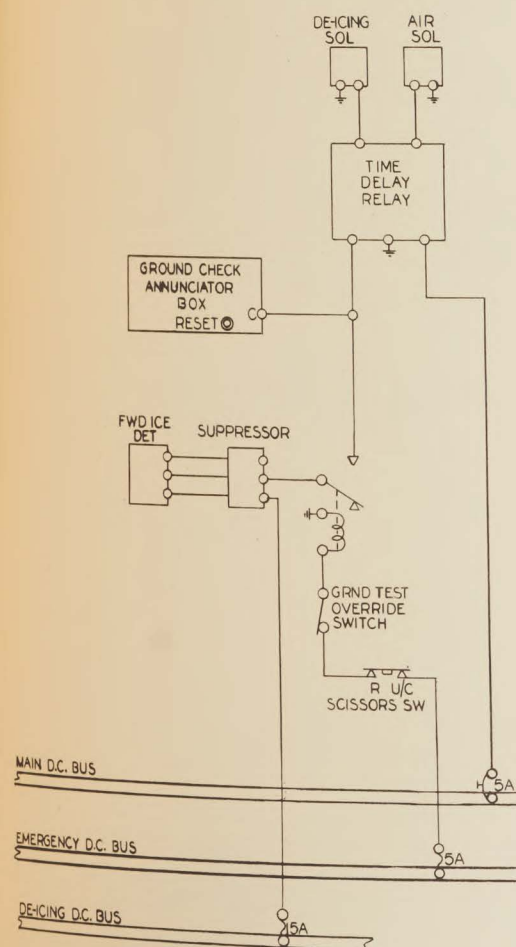 DE-ICING
SOL
AIR
SOL
TIME
DELAY
RELAY
GROUND CHECK
ANNUNCIATOR
BOX
RESET
C
FWD ICE
DET
SUPPRESSOR
GRND TEST
OVERRIDE
SWITCH
R U/C
SCISSORS SW
MAIN D.C. BUS
5A
EMERGENCY D.C. BUS
5A
DE-ICING D.C. BUS
5A